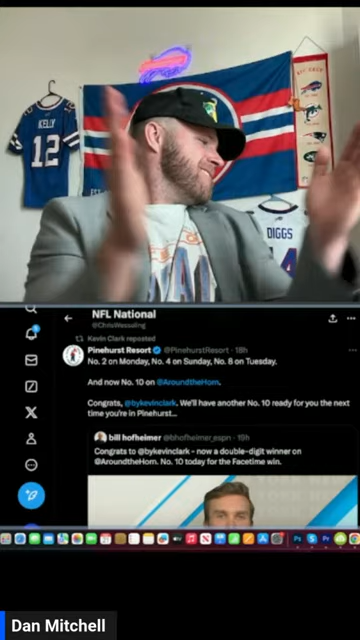 KELLY
12
DIGGS
NFL National
@ChrisWesseling
Kevin Clark reposted
Pinehurst Resort @PinehurstResort · 18h
No. 2 on Monday, No. 4 on Sunday, No. 8 on Tuesday.
And now No. 10 on @AroundtheHorn.
Congrats, @bykevinclark. We'll have another No. 10 ready for you the next
time you're in Pinehurst...
bill hofheimer @bhofheimer_espn · 19h
Congrats to @bykevinclark - now a double-digit winner on
@AroundtheHorn. No. 10 today for the Facetime win.
Dan Mitchell